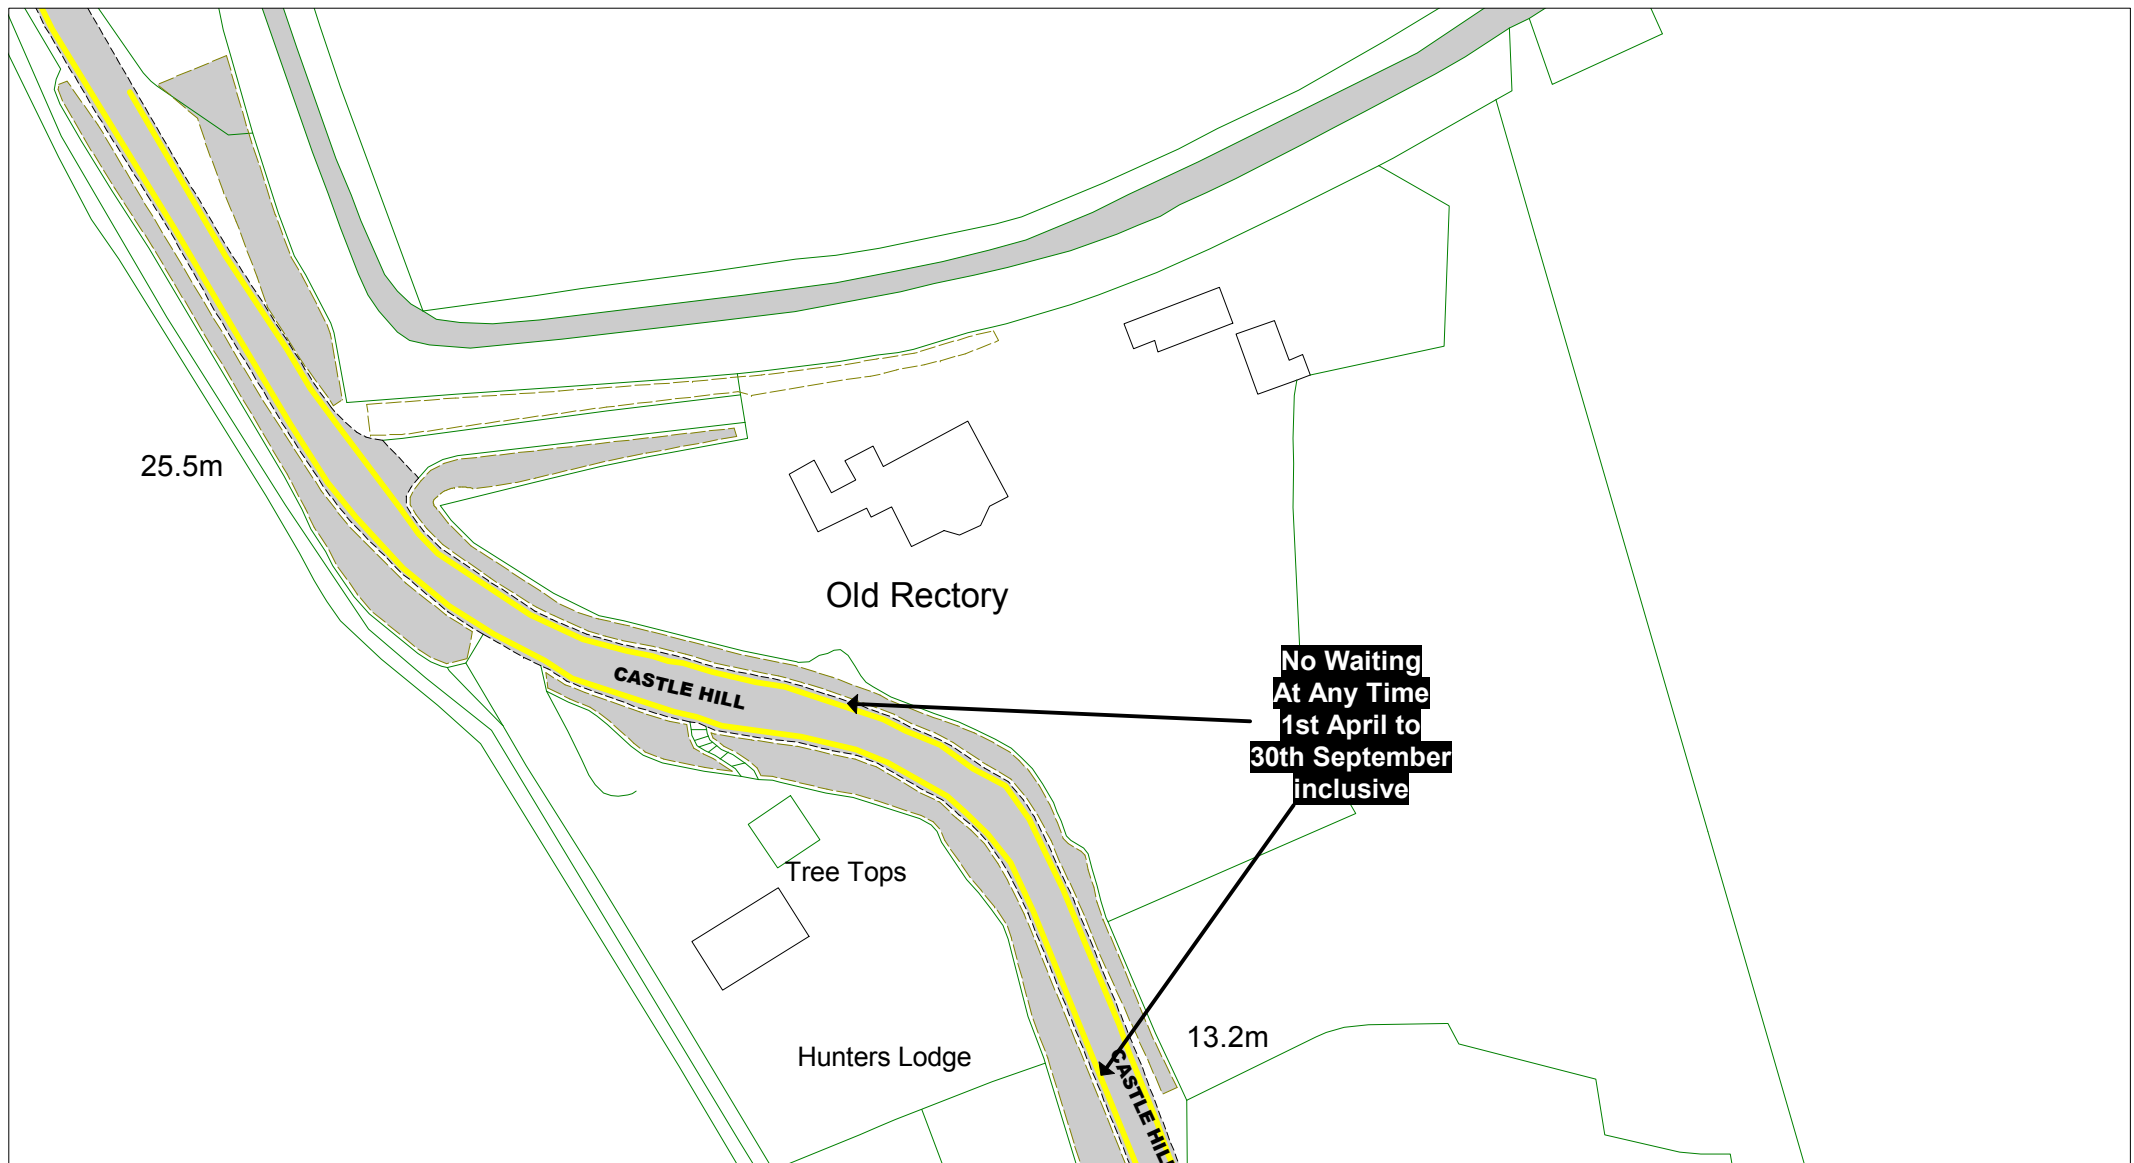 25.5m
Old Rectory
No Waiting
At Any Time
1st April to
30th September
inclusive
CASTLE HILL
Tree Tops
13.2m
Hunters Lodge
CASTLE HILL